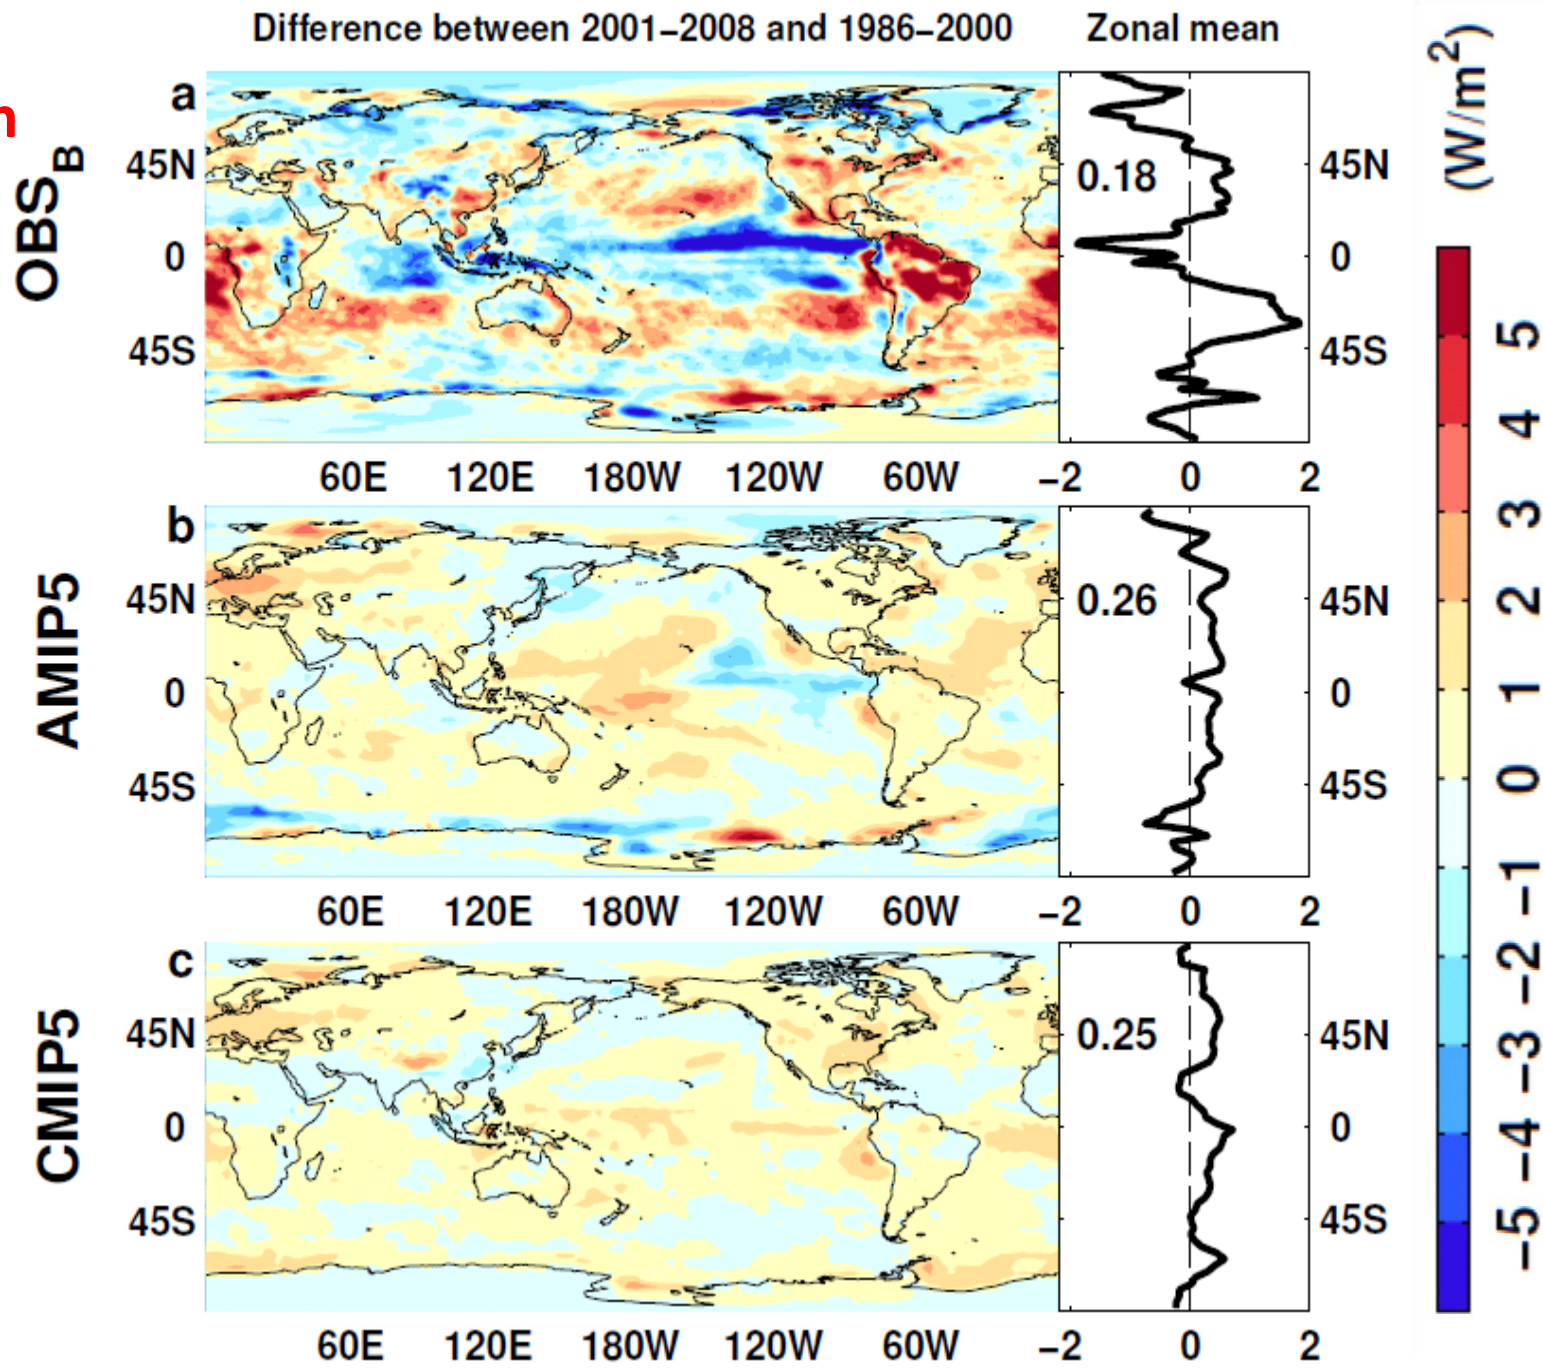 Difference between 2001−2008 and 1986−2000
Zonal mean
(W/m²)
n
a
OBS_B
45N
0
45S
0.18
45N
0
45S
60E 120E 180W 120W 60W
−2 0 2
b
AMIP5
45N
0
45S
0.26
45N
0
45S
60E 120E 180W 120W 60W
−2 0 2
c
CMIP5
45N
0
45S
0.25
45N
0
45S
60E 120E 180W 120W 60W
−2 0 2
5
4
3
2
1
0
−1
−2
−3
−4
−5